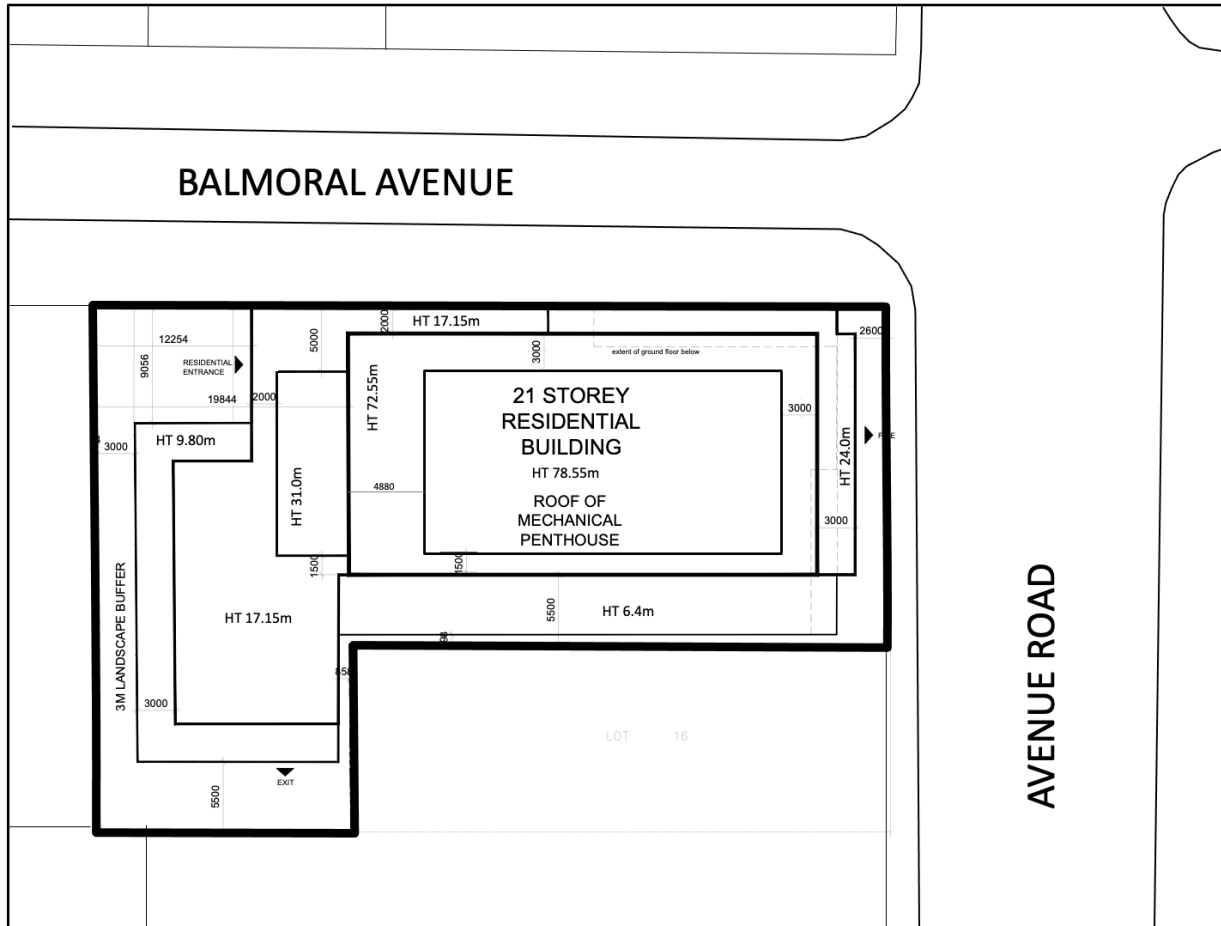 BALMORAL AVENUE
HT 17.15m
2000
2600
12254
5000
3000
extent of ground floor below
9056
RESIDENTIAL
ENTRANCE
HT 72.55m
21 STOREY
RESIDENTIAL
BUILDING
HT 78.55m
ROOF OF
MECHANICAL
PENTHOUSE
19844
2000
3000
HT 9.80m
3000
HT 24.0m
HT 31.0m
4880
3000
1500
1500
3M LANDSCAPE BUFFER
HT 17.15m
5500
HT 6.4m
AVENUE ROAD
3000
LOT 16
EXIT
5500